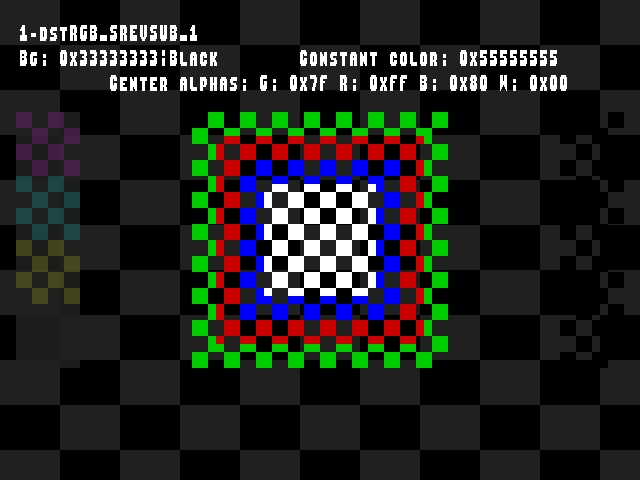 1-dstRGB_SREVSUB_1
Bg: 0x33333333¦Black Constant color: 0x55555555
Center alphas: G: 0x7f R: 0xff B: 0x80 W: 0x00